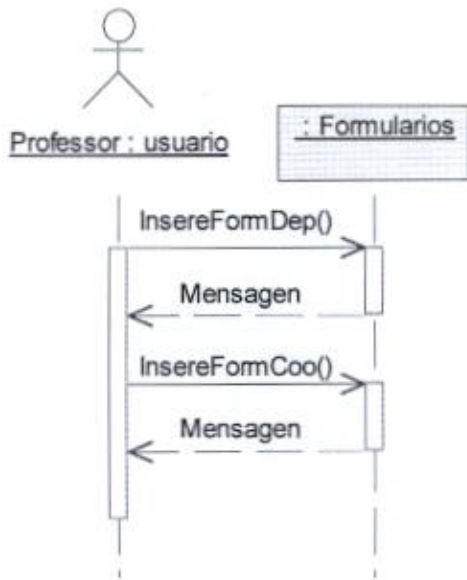 Professor : usuario
: Formularios
InsereFormDep()
Mensagen
InsereFormCoo()
Mensagen